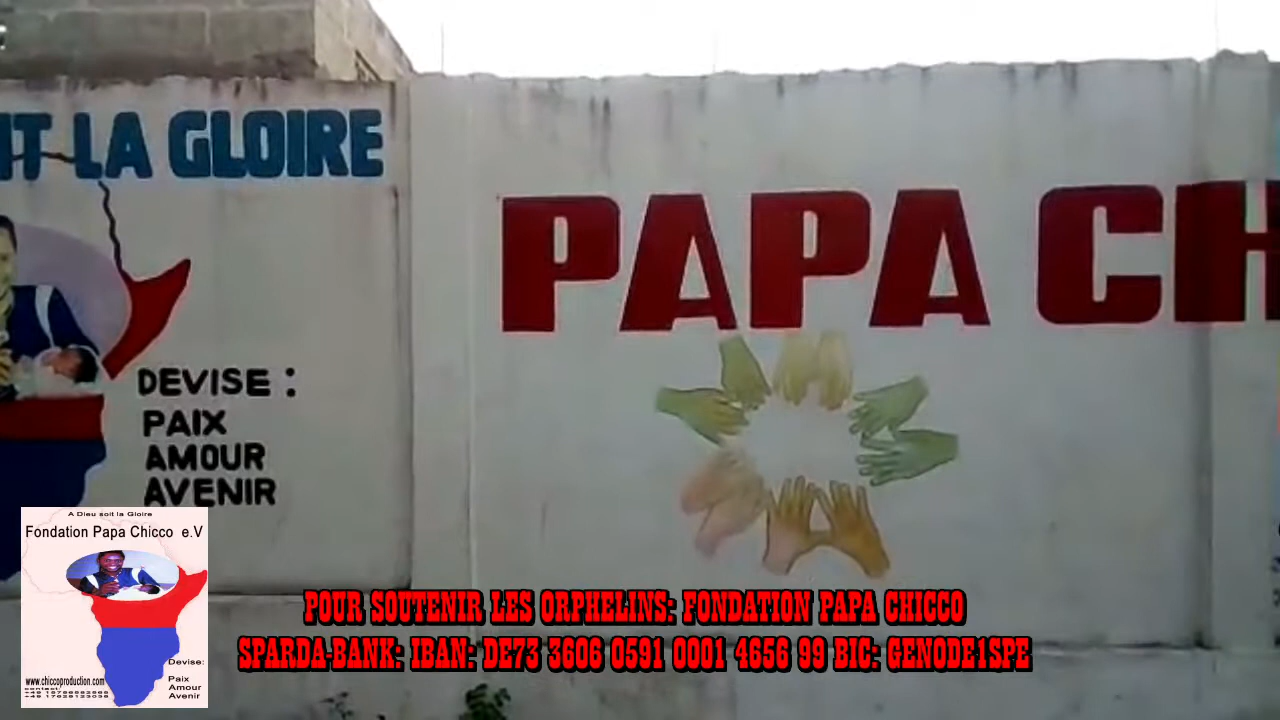 IT LA GLOIRE
PAPA CH
DEVISE :
PAIX
AMOUR
AVENIR
A Dieu soit la Gloire
Fondation Papa Chicco e.V
Devise:
Paix
Amour
Avenir
www.chiccoproduction.com
contact:
POUR SOUTENIR LES ORPHELINS: FONDATION PAPA CHICCO
SPARDA-BANK: IBAN: DE73 3606 0591 0001 4656 99 BIC: GENODE1SPE